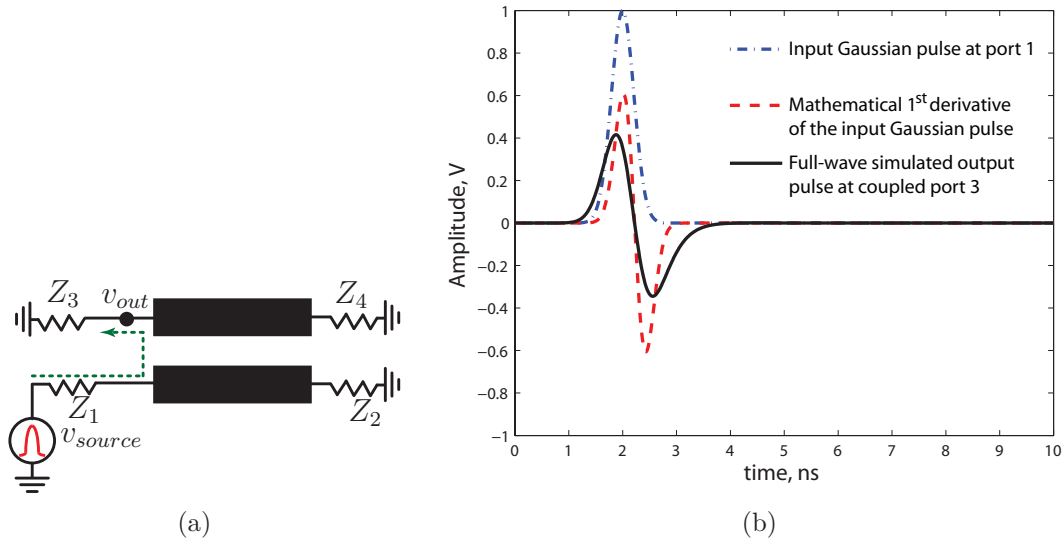 Z3
vout
Z4
Z1
vsource
Z2
(a)
Amplitude, V
1
0.8
0.6
0.4
0.2
0
−0.2
−0.4
−0.6
−0.8
−1
0 1 2 3 4 5 6 7 8 9 10
time, ns
Input Gaussian pulse at port 1
Mathematical 1st derivative
of the input Gaussian pulse
Full-wave simulated output
pulse at coupled port 3
(b)